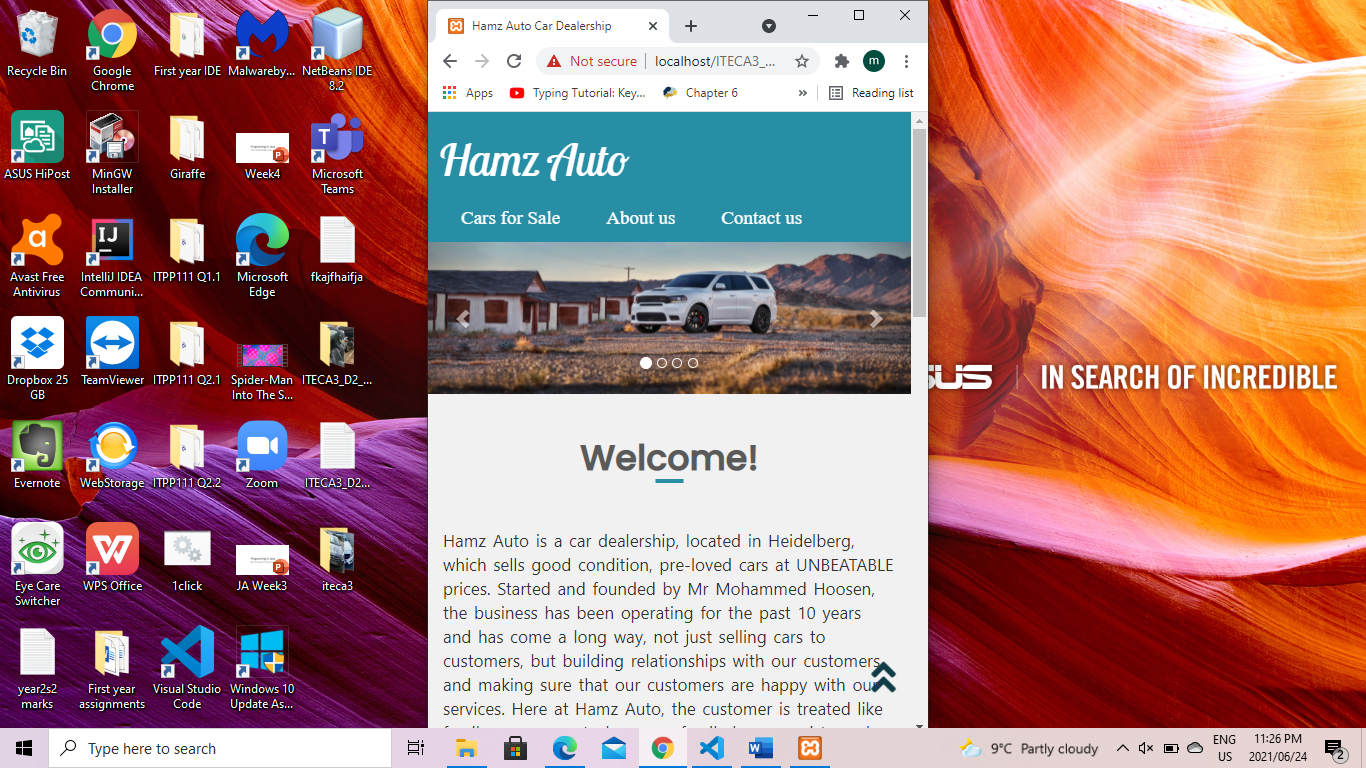 Recycle Bin
Google
Chrome
First year IDE
Malwareby...
NetBeans IDE
8.2
ASUS HiPost
MinGW
Installer
Giraffe
Week4
Microsoft
Teams
Avast Free
Antivirus
IntelliJ IDEA
Communi...
ITPP111 Q1.1
Microsoft
Edge
fkajfhaifja
Dropbox 25
GB
TeamViewer
ITPP111 Q2.1
Spider-Man
Into The S...
ITECA3_D2_...
Evernote
WebStorage
ITPP111 Q2.2
Zoom
ITECA3_D2...
Eye Care
Switcher
WPS Office
1click
JA Week3
iteca3
year2s2
marks
First year
assignments
Visual Studio
Code
Windows 10
Update As...
Hamz Auto Car Dealership
Not secure
localhost/ITECA3_...
m
Apps
Typing Tutorial: Key...
Chapter 6
»
Reading list
Hamz Auto
Cars for Sale
About us
Contact us
Welcome!
Hamz Auto is a car dealership, located in Heidelberg,
which sells good condition, pre-loved cars at UNBEATABLE
prices. Started and founded by Mr Mohammed Hoosen,
the business has been operating for the past 10 years
and has come a long way, not just selling cars to
customers, but building relationships with our customers
and making sure that our customers are happy with our
services. Here at Hamz Auto, the customer is treated like
IN SEARCH OF INCREDIBLE
Type here to search
9°C Partly cloudy
ENG
US
11:26 PM
2021/06/24
2